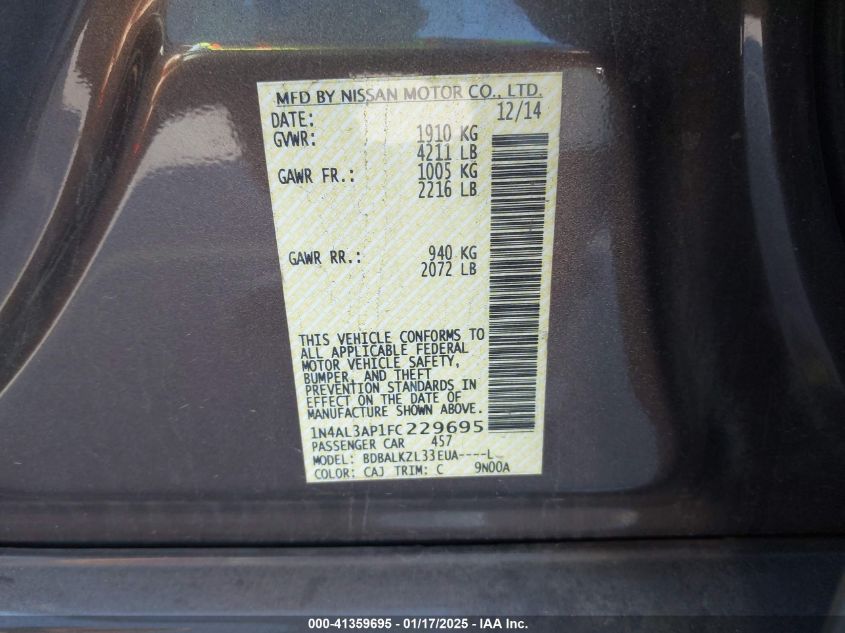 MFD BY NISSAN MOTOR CO., LTD.
DATE: 12/14
GVWR: 1910 KG
4211 LB
GAWR FR.: 1005 KG
2216 LB
GAWR RR.: 940 KG
2072 LB
THIS VEHICLE CONFORMS TO
ALL APPLICABLE FEDERAL
MOTOR VEHICLE SAFETY,
BUMPER, AND THEFT
PREVENTION STANDARDS IN
EFFECT ON THE DATE OF
MANUFACTURE SHOWN ABOVE.
1N4AL3AP1FC229695
PASSENGER CAR 457
MODEL: BDBALKZL33EUA----L
COLOR: CAJ TRIM: C 9N00A
000-41359695 - 01/17/2025 - IAA Inc.